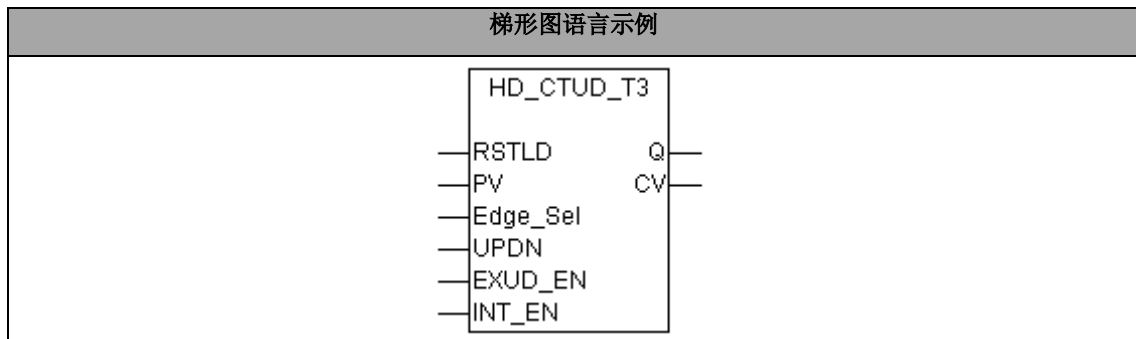 梯形图语言示例
HD_CTUD_T3
RSTLD Q
PV CV
Edge_Sel
UPDN
EXUD_EN
INT_EN